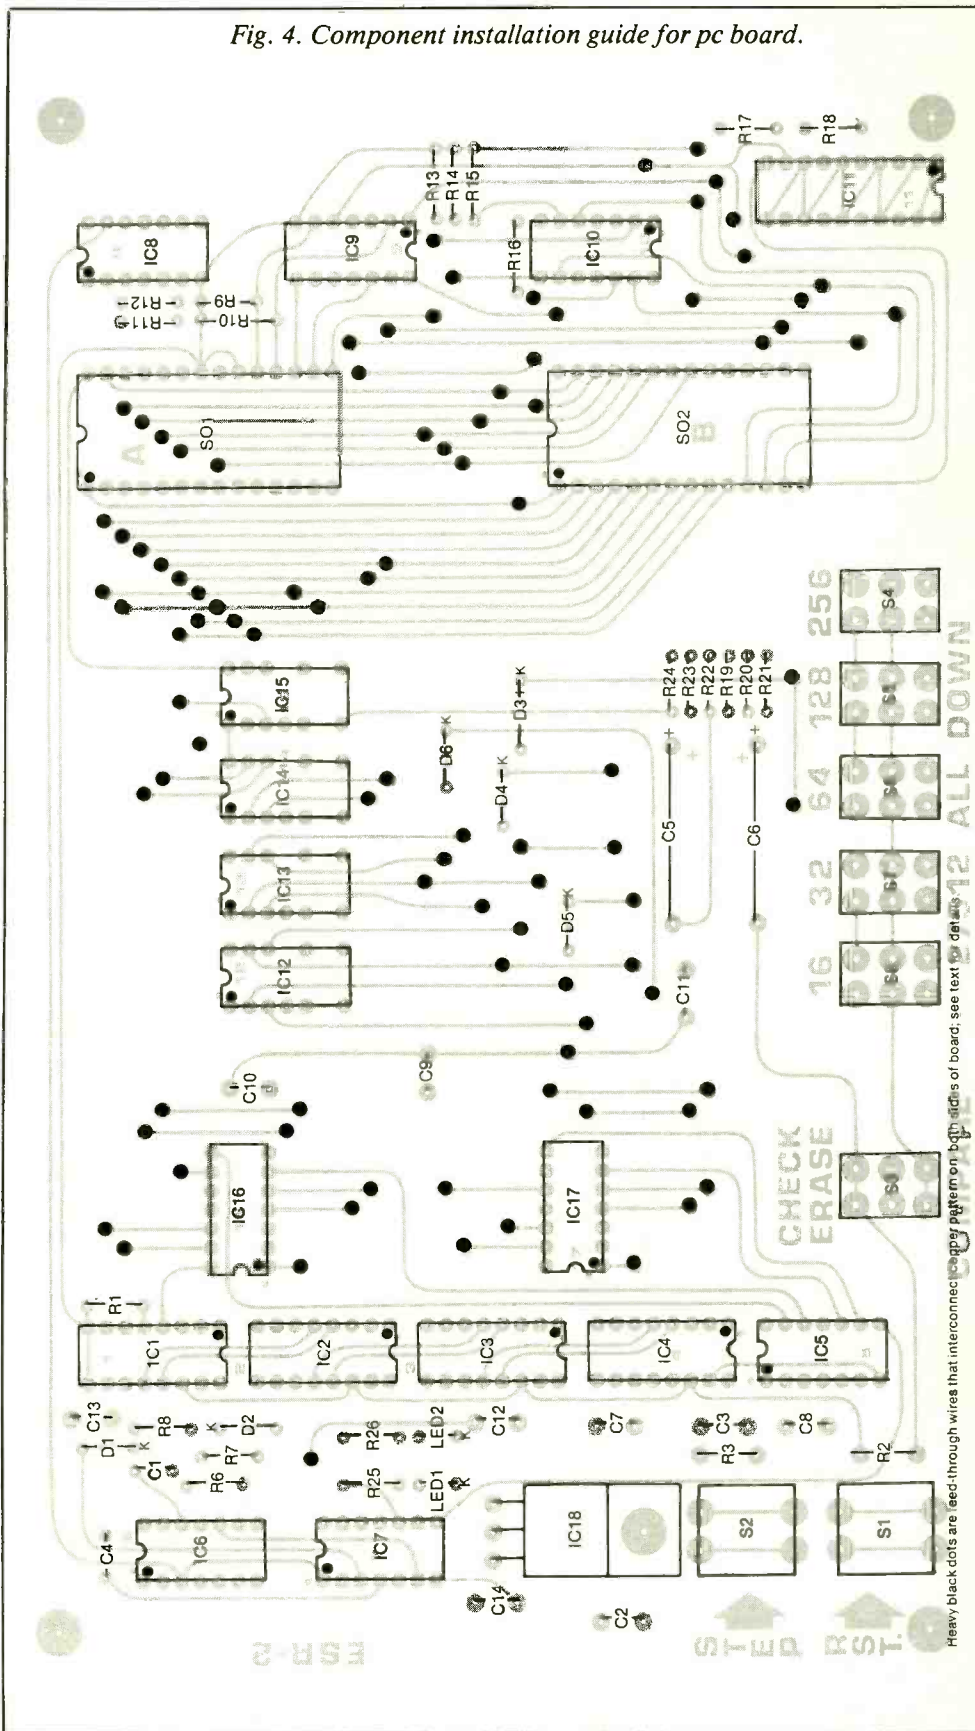 Fig. 4. Component installation guide for pc board.
R17
R18
R13
R14
R15
IC11
IC8
IC9
R16
IC10
R12
R9
R11
R10
A
SO1
SO2
B
256
S4
IC15
D3 K
D6 K
R24
R23
R22
R19
R20
R21
128
IC14
D4 K
+
+
64
IC13
C5
C6
32
D5 K
IC12
C11
16
ALL DOWN
C10
C9
IC16
IC17
CHECK
ERASE
R1
IC1
IC2
IC3
IC4
IC5
C13
R8
D2 K
R26
LED2 K
C12
C7
C3
C8
D1 K
C1
R7
R6
R25
LED1 K
R3
R2
C4
IC6
IC7
IC18
S2
S1
C14
C2
STEP
RST.
Heavy black dots are feed-through wires that interconnect copper pattern on both sides of board; see text for details.